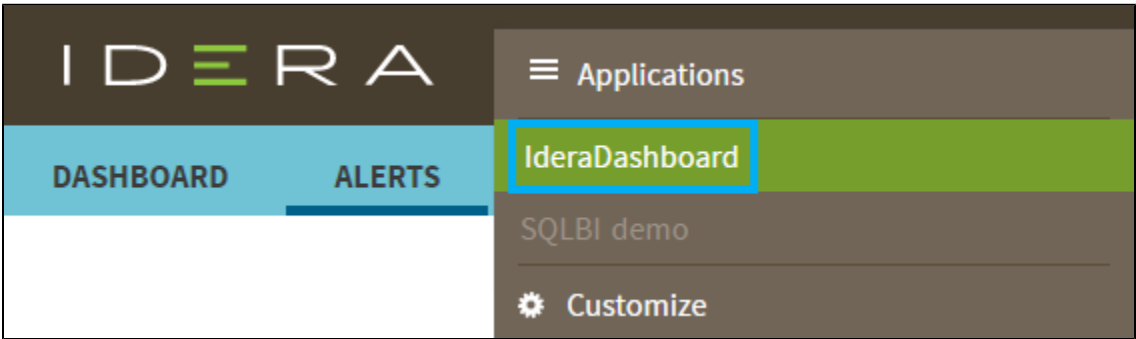 IDERA
Applications
DASHBOARD ALERTS
IderaDashboard
SQLBI demo
Customize